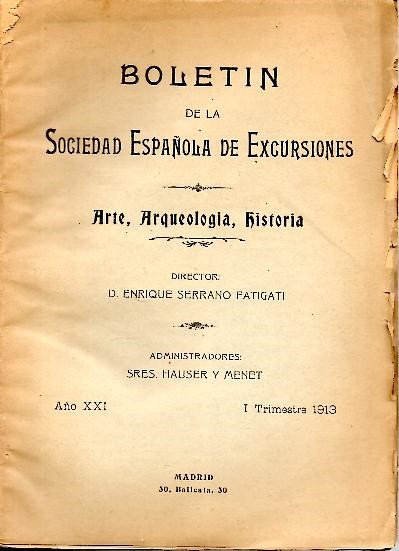 BOLETIN
DE LA
SOCIEDAD ESPAÑOLA DE EXCURSIONES
Arte, Arqueología, Historia
DIRECTOR:
D. ENRIQUE SERRANO FATIGATI
ADMINISTRADORES:
SRES. HAUSER Y MENET
Año XXI
I Trimestre 1913
MADRID
30, Ballesta, 30